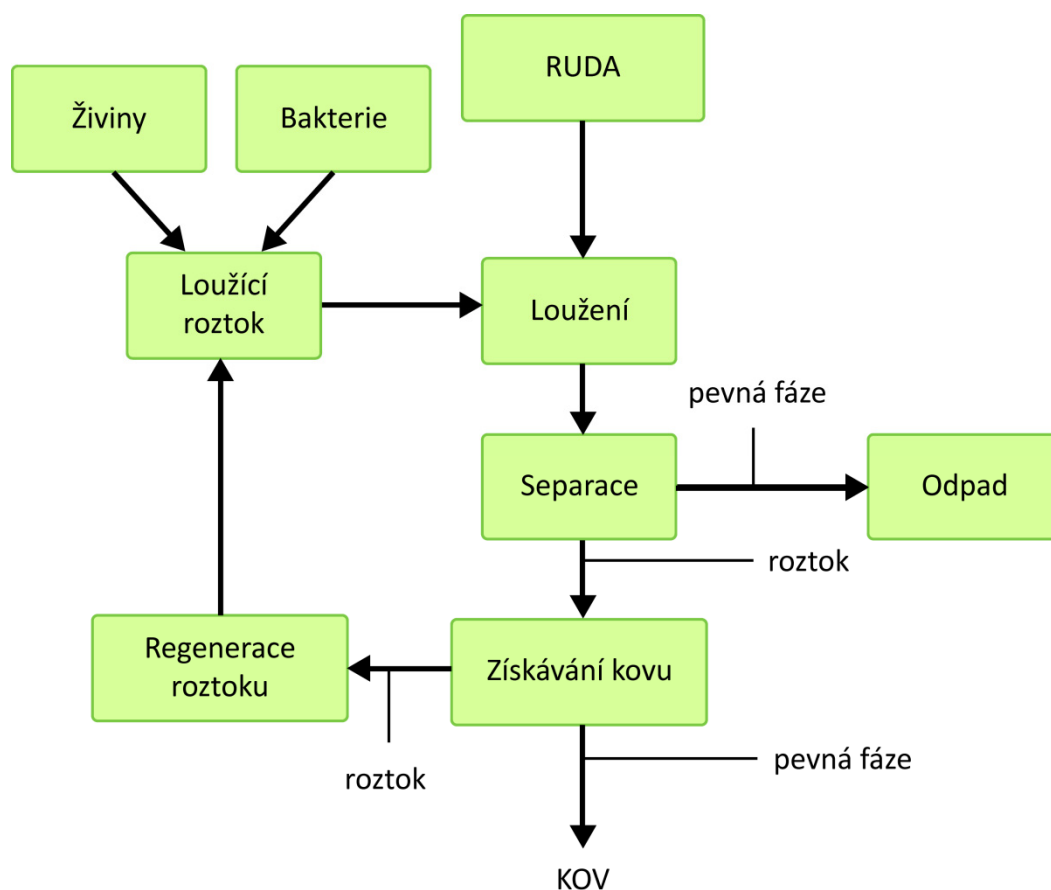 RUDA
Živiny
Bakterie
Loužící
roztok
Loužení
pevná fáze
Separace
Odpad
roztok
Regenerace
roztoku
Získávání kovu
roztok
pevná fáze
KOV